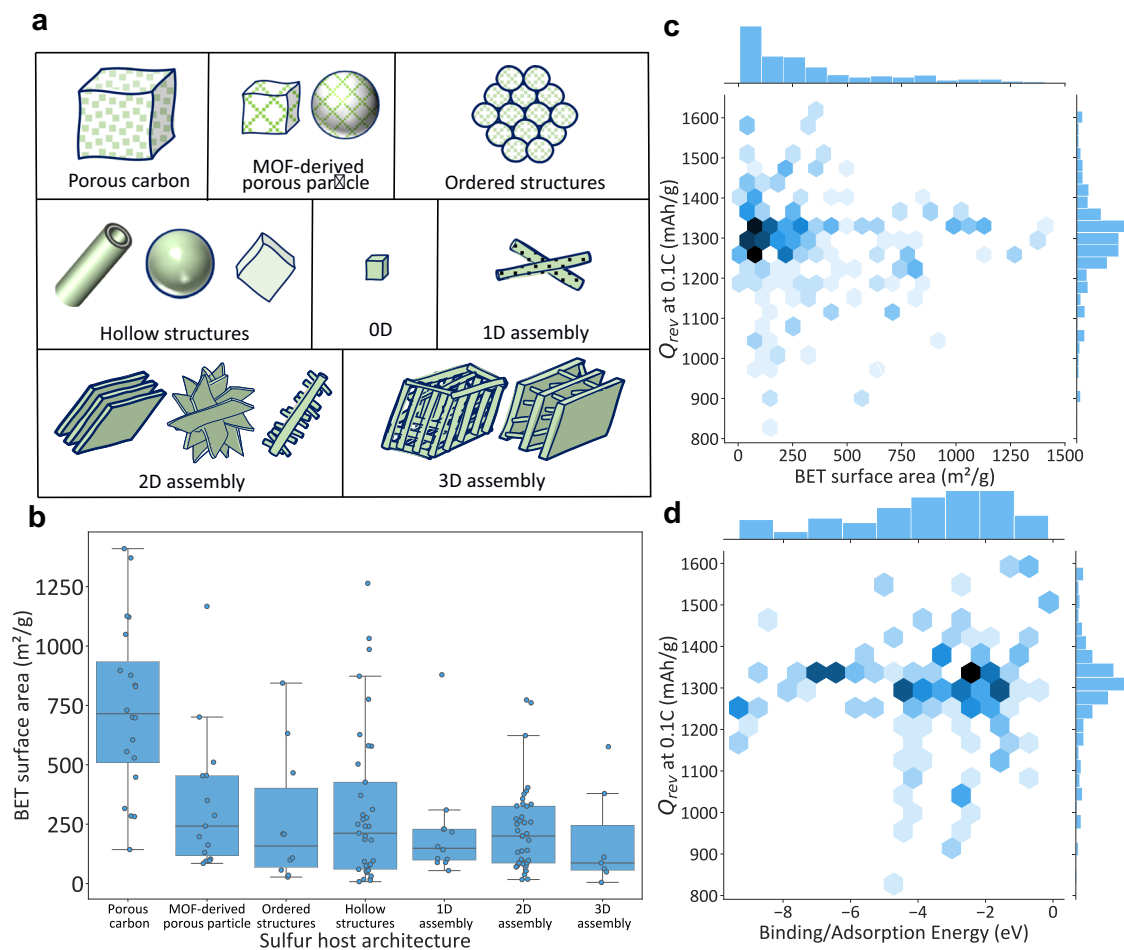 a
Porous carbon
MOF-derived
porous par☒cle
Ordered structures
Hollow structures
0D
1D assembly
2D assembly
3D assembly
b
BET surface area (m²/g)
1250
1000
750
500
250
0
Porous
carbon
MOF-derived
porous particle
Ordered
structures
Hollow
structures
1D
assembly
2D
assembly
3D
assembly
Sulfur host architecture
c
Qrev at 0.1C (mAh/g)
1600
1500
1400
1300
1200
1100
1000
900
800
0 250 500 750 1000 1250 1500
BET surface area (m²/g)
d
Qrev at 0.1C (mAh/g)
1600
1500
1400
1300
1200
1100
1000
900
800
−8 −6 −4 −2 0
Binding/Adsorption Energy (eV)